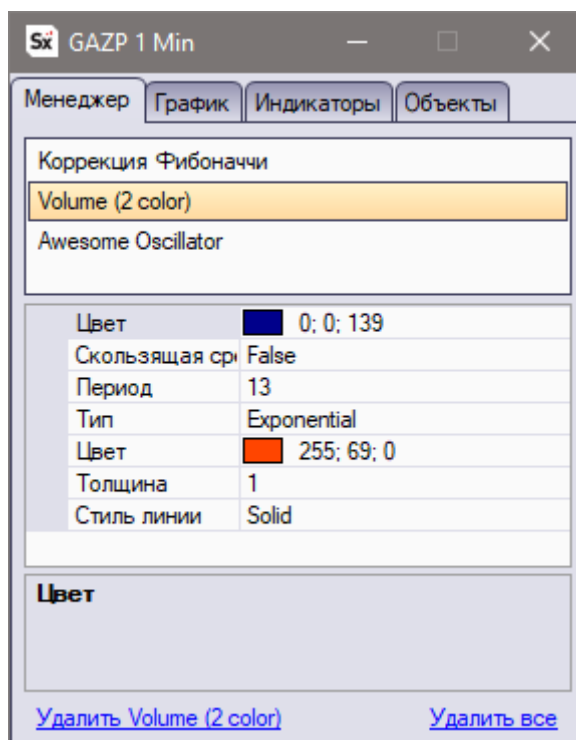 Sx GAZP 1 Min
Менеджер График Индикаторы Объекты
Коррекция Фибоначчи
Volume (2 color)
Awesome Oscillator
Цвет 0; 0; 139
Скользящая сре False
Период 13
Тип Exponential
Цвет 255; 69; 0
Толщина 1
Стиль линии Solid
Цвет
Удалить Volume (2 color) Удалить все